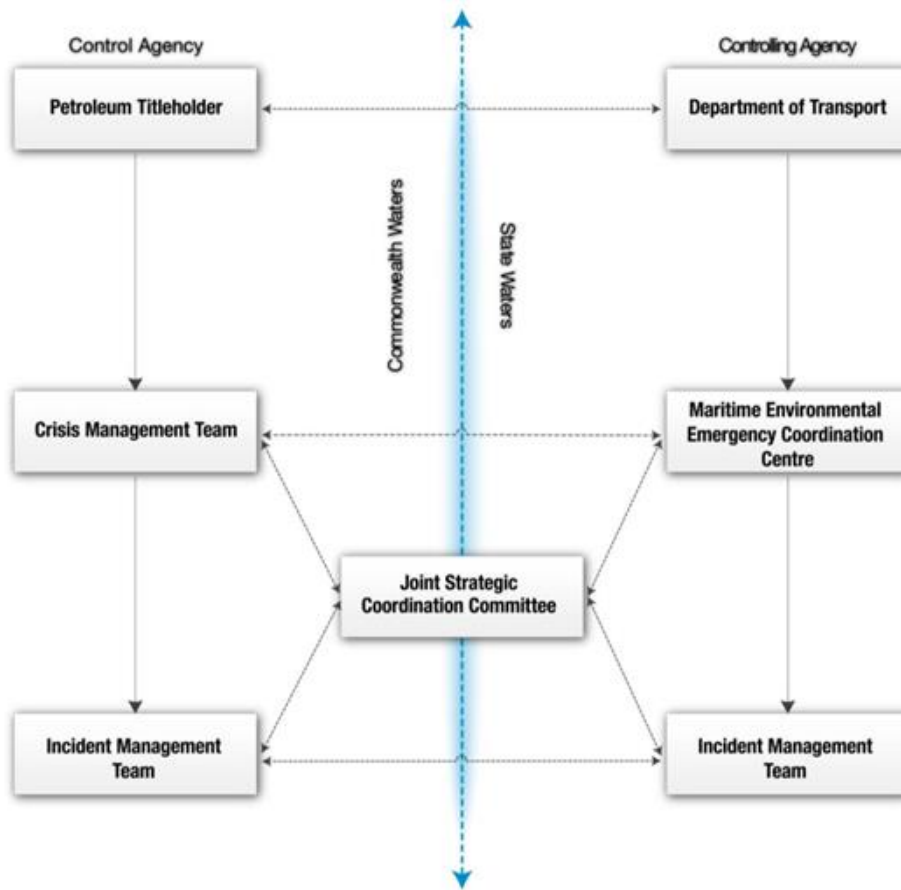 Control Agency
Controlling Agency
Petroleum Titleholder
Department of Transport
Commonwealth Waters
State Waters
Crisis Management Team
Maritime Environmental
Emergency Coordination
Centre
Joint Strategic
Coordination Committee
Incident Management
Team
Incident Management
Team